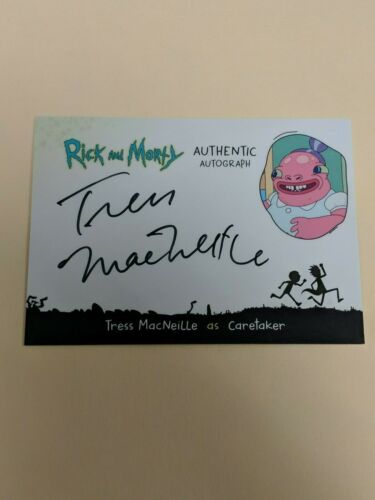 Rick and Morty
AUTHENTIC
AUTOGRAPH
Tress
MacNeille
Tress MacNeille as Caretaker